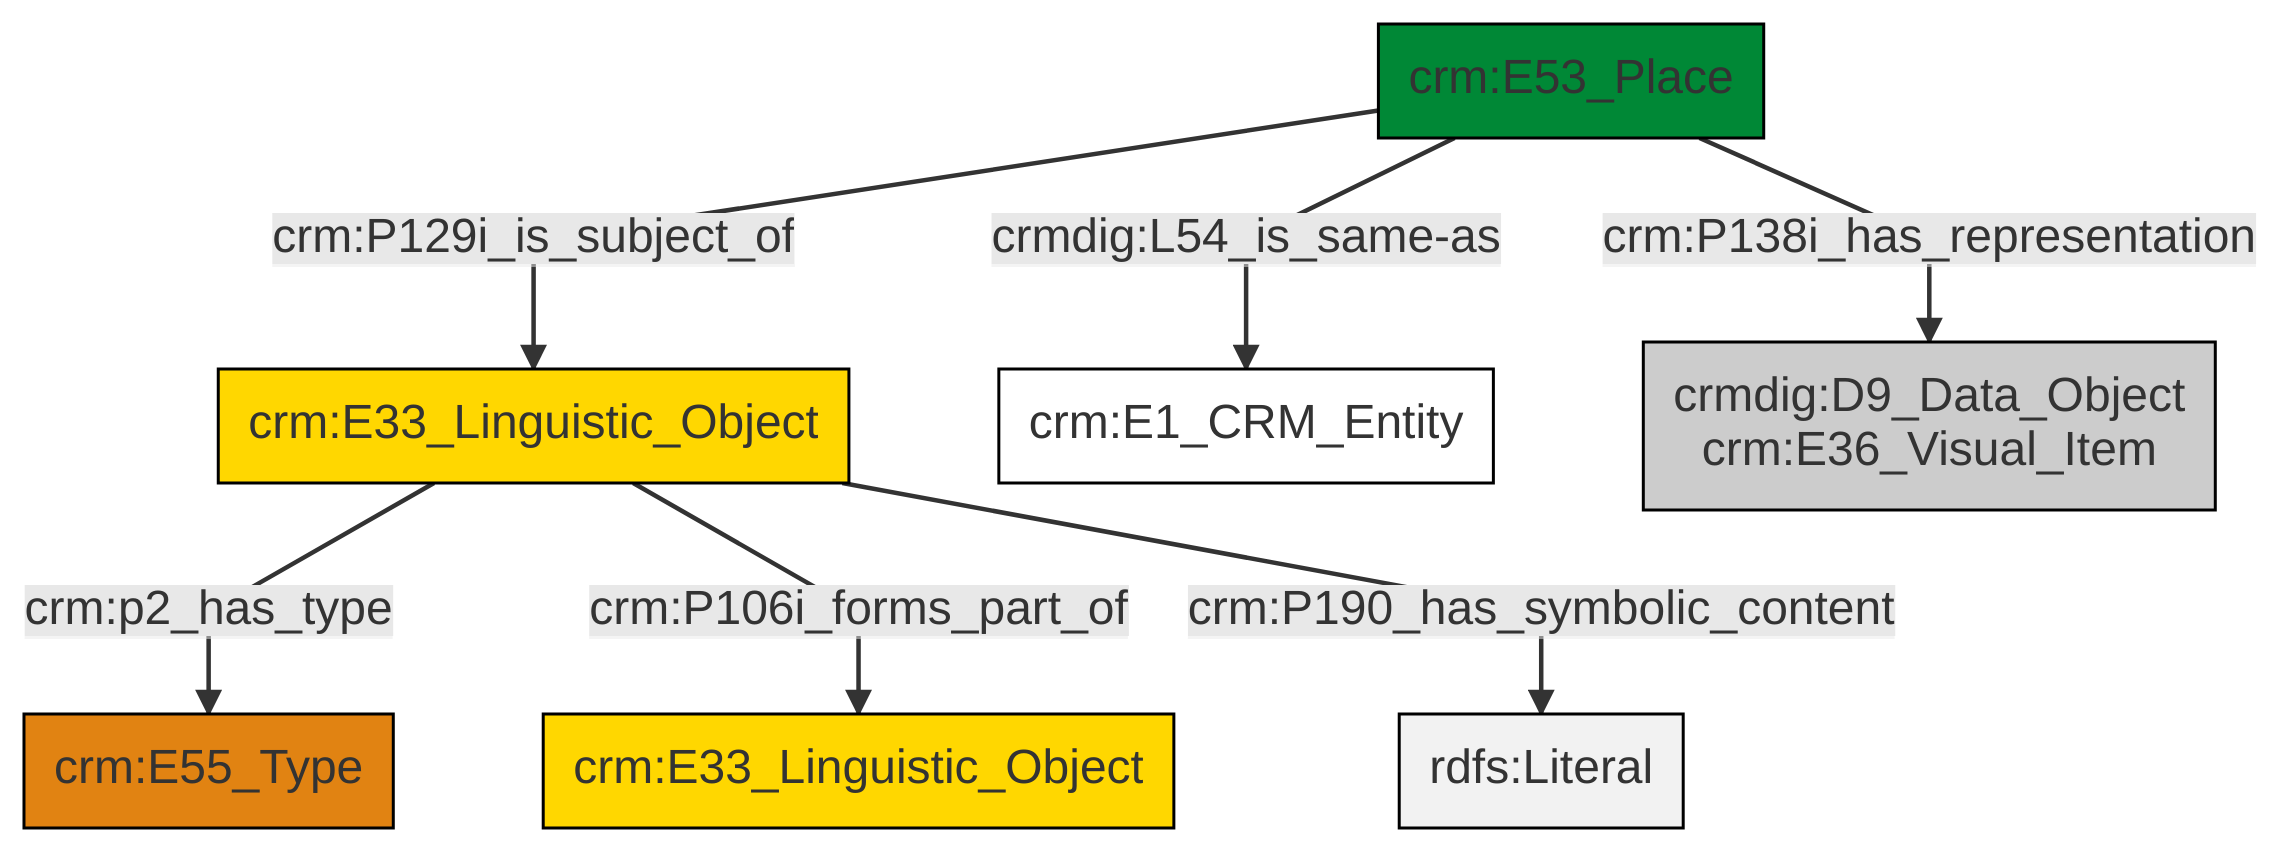 crm:E53_Place
crm:P129i_is_subject_of
crmdig:L54_is_same-as
crm:P138i_has_representation
crm:E33_Linguistic_Object
crm:E1_CRM_Entity
crmdig:D9_Data_Object
crm:E36_Visual_Item
crm:p2_has_type
crm:P106i_forms_part_of
crm:P190_has_symbolic_content
crm:E55_Type
crm:E33_Linguistic_Object
rdfs:Literal